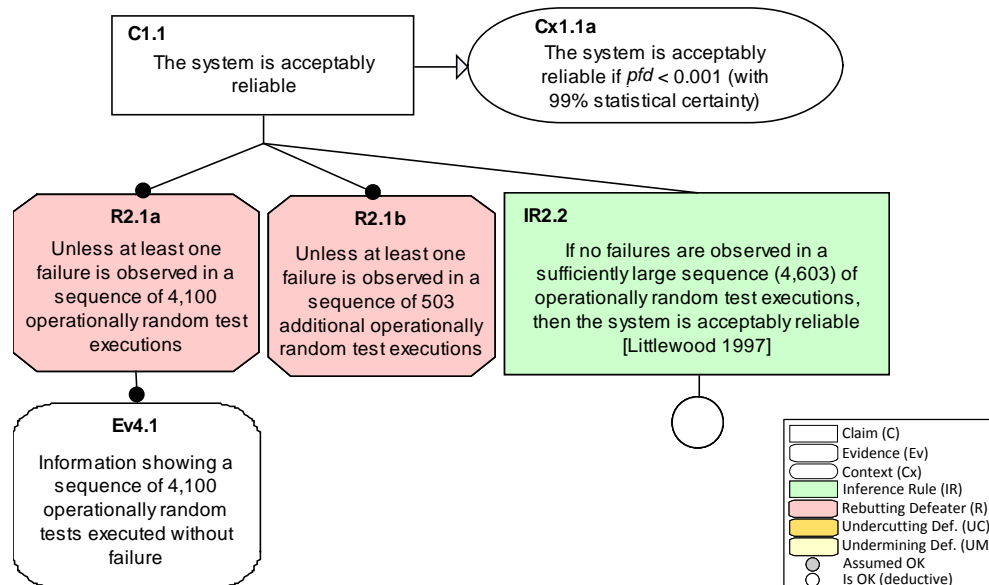 C1.1
The system is acceptably
reliable
Cx1.1a
The system is acceptably
reliable if pfd < 0.001 (with
99% statistical certainty)
R2.1a
Unless at least one
failure is observed in a
sequence of 4,100
operationally random test
executions
R2.1b
Unless at least one
failure is observed in a
sequence of 503
additional operationally
random test executions
IR2.2
If no failures are observed in a
sufficiently large sequence (4,603) of
operationally random test executions,
then the system is acceptably reliable
[Littlewood 1997]
Ev4.1
Information showing a
sequence of 4,100
operationally random
tests executed without
failure
Claim (C)
Evidence (Ev)
Context (Cx)
Inference Rule (IR)
Rebutting Defeater (R)
Undercutting Def. (UC)
Undermining Def. (UM
Assumed OK
Is OK (deductive)